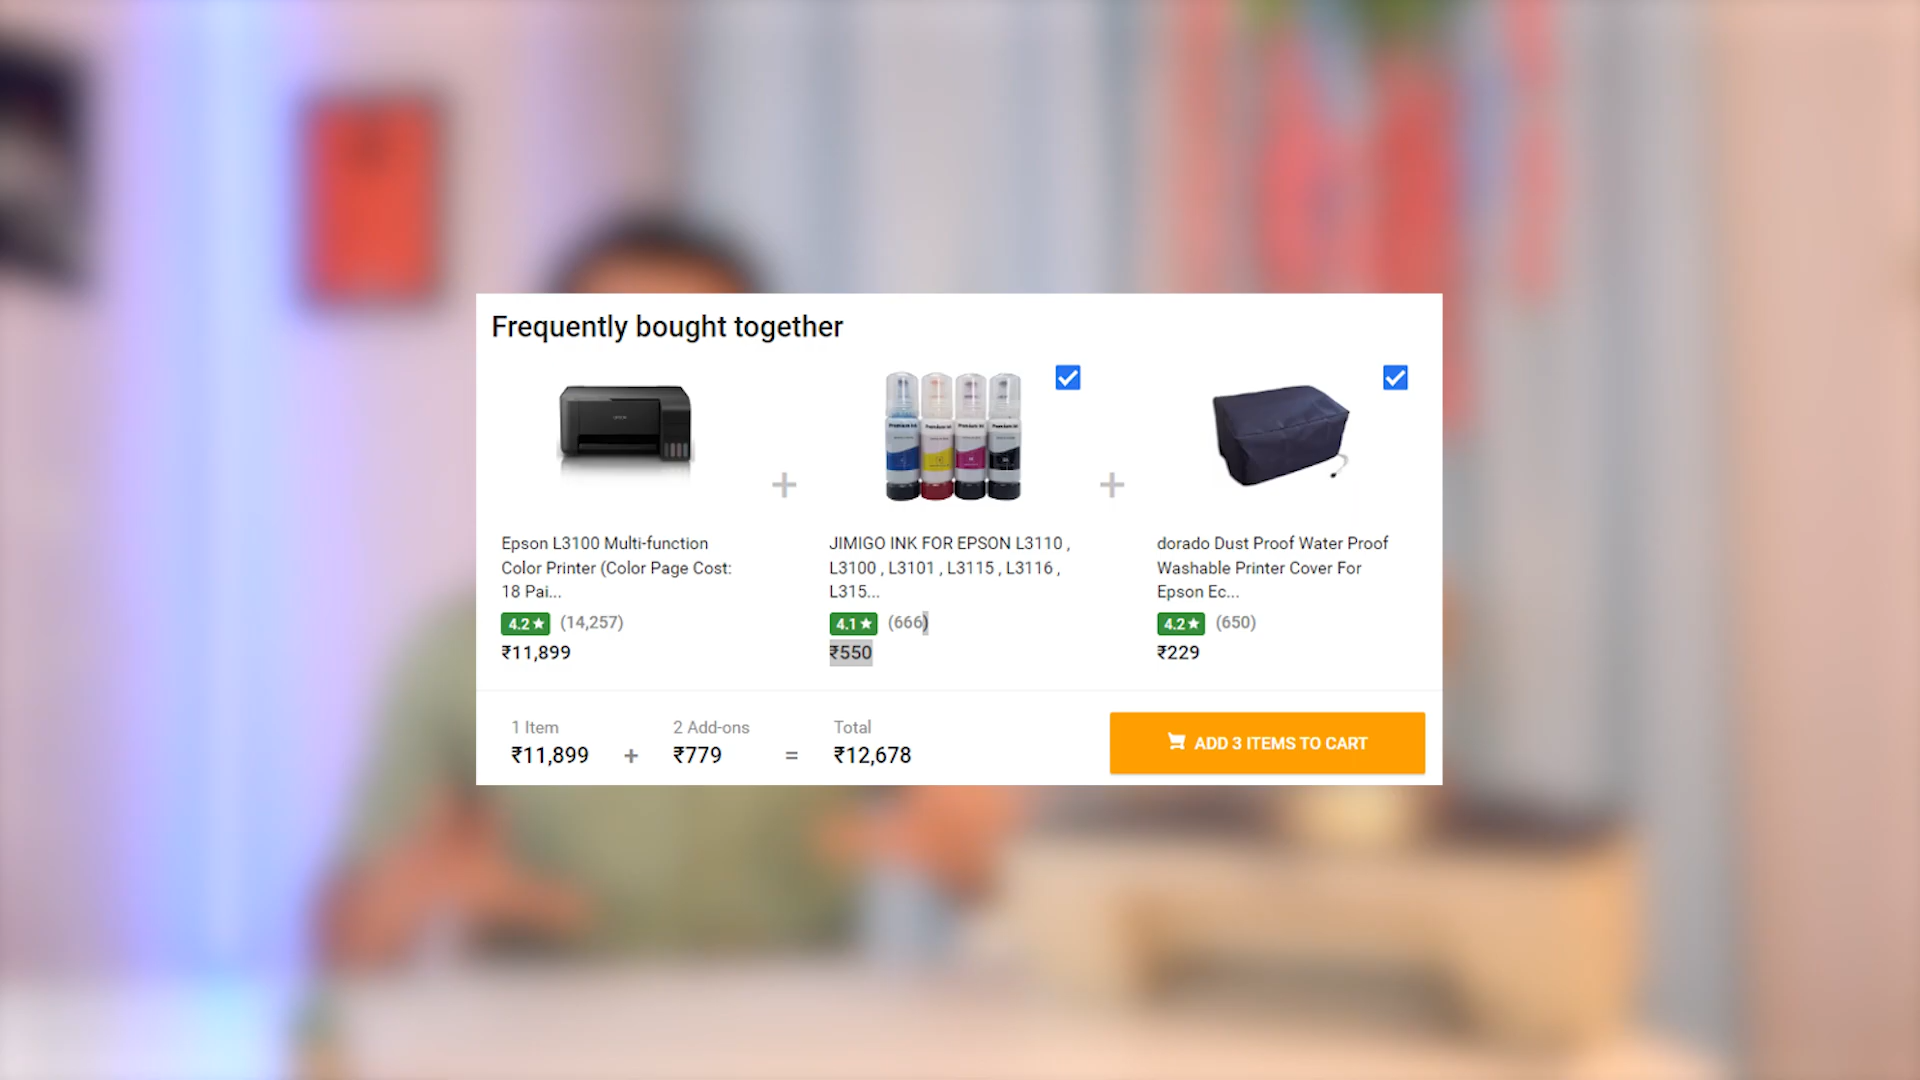 Frequently bought together
Epson L3100 Multi-function
Color Printer (Color Page Cost:
18 Pai...
4.2★ (14,257)
₹11,899
JIMIGO INK FOR EPSON L3110 ,
L3100 , L3101 , L3115 , L3116 ,
L315...
4.1★ (666)
₹550
dorado Dust Proof Water Proof
Washable Printer Cover For
Epson Ec...
4.2★ (650)
₹229
1 Item
₹11,899
+
2 Add-ons
₹779
=
Total
₹12,678
ADD 3 ITEMS TO CART